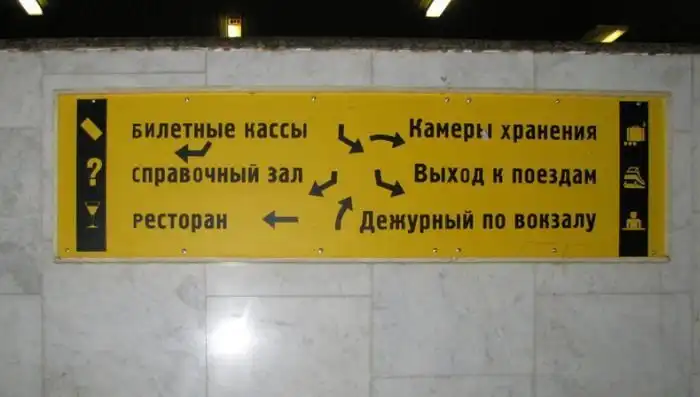 билетные кассы
справочный зал
ресторан
Камеры хранения
Выход к поездам
Дежурный по вокзалу